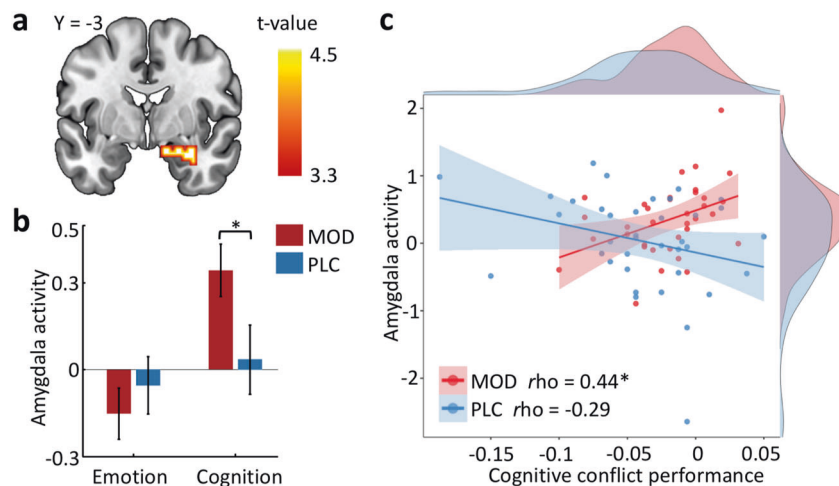 a
Y = -3
t-value
4.5
3.3
b
0.5
0.3
0
-0.3
Amygdala activity
*
MOD
PLC
Emotion
Cognition
c
2
1
0
-1
-2
Amygdala activity
MOD rho = 0.44*
PLC rho = -0.29
-0.15
-0.1
-0.05
0
0.05
Cognitive conflict performance